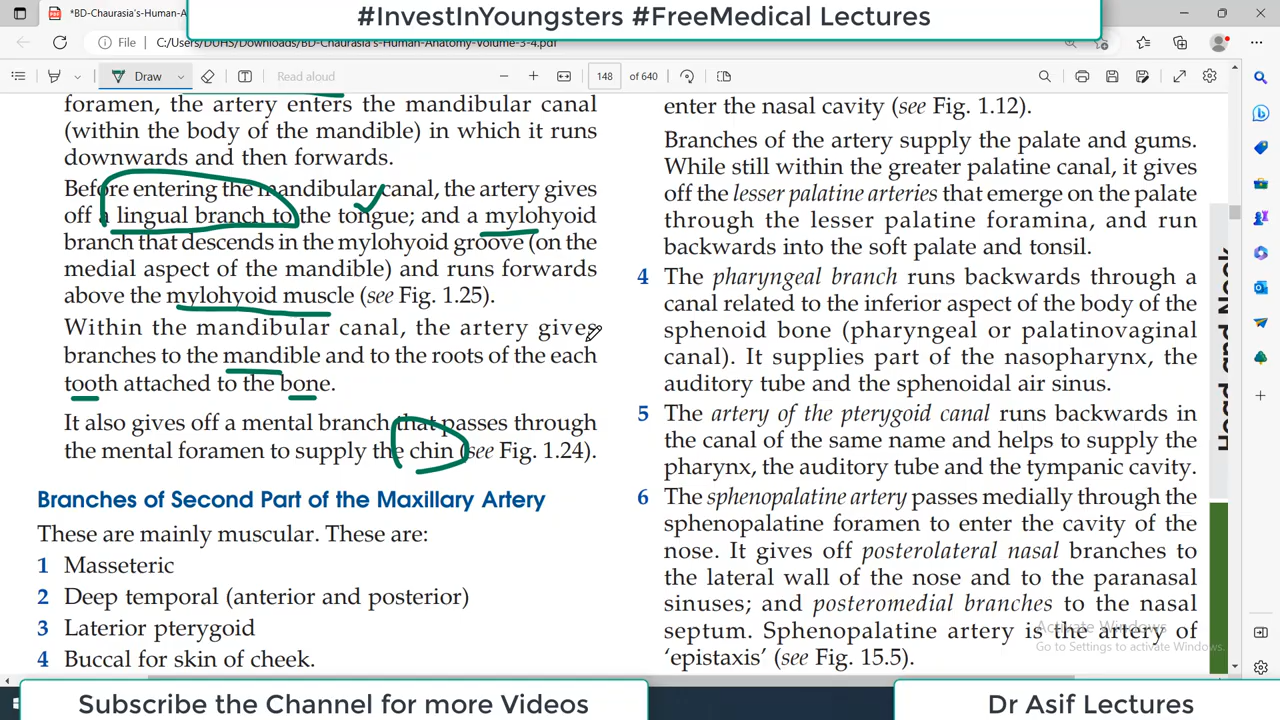 #InvestInYoungsters #FreeMedical Lectures
*BD-Chaurasia's-Human-A
File
C:/Users/DUHS/Downloads/BD-Chaurasia's-Human-Anatomy-Volume-3-4.pdf
Draw
Read aloud
148 of 640
foramen, the artery enters the mandibular canal
(within the body of the mandible) in which it runs
downwards and then forwards.
Before entering the mandibular canal, the artery gives
off a lingual branch to the tongue; and a mylohyoid
branch that descends in the mylohyoid groove (on the
medial aspect of the mandible) and runs forwards
above the mylohyoid muscle (see Fig. 1.25).
Within the mandibular canal, the artery gives
branches to the mandible and to the roots of the each
tooth attached to the bone.
It also gives off a mental branch that passes through
the mental foramen to supply the chin (see Fig. 1.24).
Branches of Second Part of the Maxillary Artery
These are mainly muscular. These are:
1 Masseteric
2 Deep temporal (anterior and posterior)
3 Laterior pterygoid
4 Buccal for skin of cheek.
enter the nasal cavity (see Fig. 1.12).
Branches of the artery supply the palate and gums.
While still within the greater palatine canal, it gives
off the lesser palatine arteries that emerge on the palate
through the lesser palatine foramina, and run
backwards into the soft palate and tonsil.
4 The pharyngeal branch runs backwards through a
canal related to the inferior aspect of the body of the
sphenoid bone (pharyngeal or palatinovaginal
canal). It supplies part of the nasopharynx, the
auditory tube and the sphenoidal air sinus.
5 The artery of the pterygoid canal runs backwards in
the canal of the same name and helps to supply the
pharynx, the auditory tube and the tympanic cavity.
6 The sphenopalatine artery passes medially through the
sphenopalatine foramen to enter the cavity of the
nose. It gives off posterolateral nasal branches to
the lateral wall of the nose and to the paranasal
sinuses; and posteromedial branches to the nasal
septum. Sphenopalatine artery is the artery of
'epistaxis' (see Fig. 15.5).
Head and Neck
Activate Windows
Go to Settings to activate Windows.
Subscribe the Channel for more Videos
Dr Asif Lectures